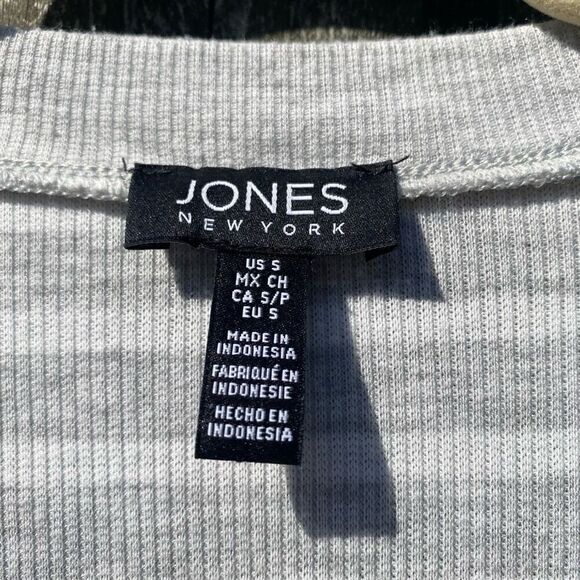 JONES
NEW YORK
US S
MX CH
CA S/P
EU S
MADE IN
INDONESIA
FABRIQUÉ EN
INDONESIE
HECHO EN
INDONESIA